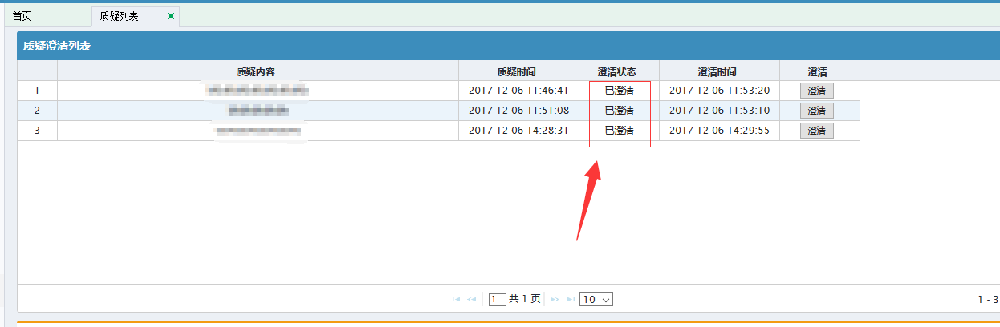 首页 质疑列表
质疑澄清列表
质疑内容 质疑时间 澄清状态 澄清时间 澄清
1 2017-12-06 11:46:41 已澄清 2017-12-06 11:53:20 澄清
2 2017-12-06 11:51:08 已澄清 2017-12-06 11:53:10 澄清
3 2017-12-06 14:28:31 已澄清 2017-12-06 14:29:55 澄清
1 共 1 页 10 1 - 3